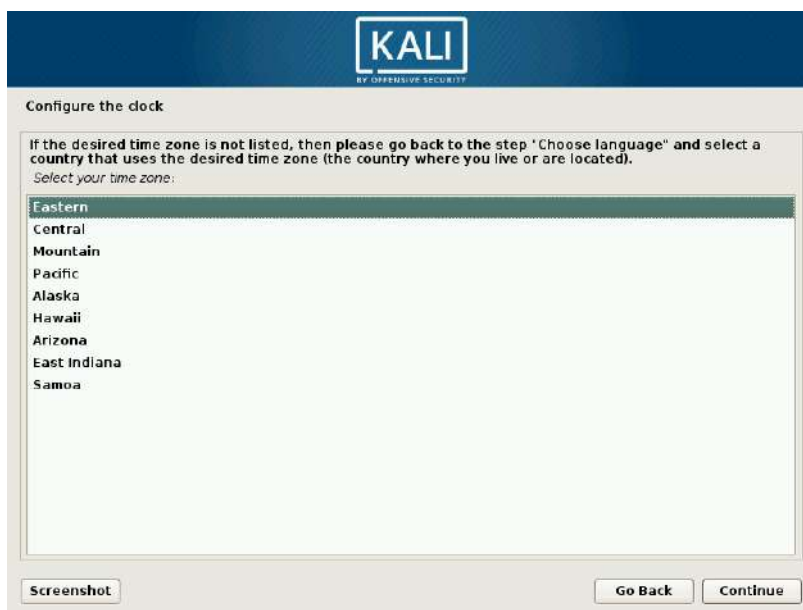 KALI
BY OFFENSIVE SECURITY
Configure the clock
If the desired time zone is not listed, then please go back to the step "Choose language" and select a
country that uses the desired time zone (the country where you live or are located).
Select your time zone:
Eastern
Central
Mountain
Pacific
Alaska
Hawaii
Arizona
East Indiana
Samoa
Screenshot
Go Back
Continue